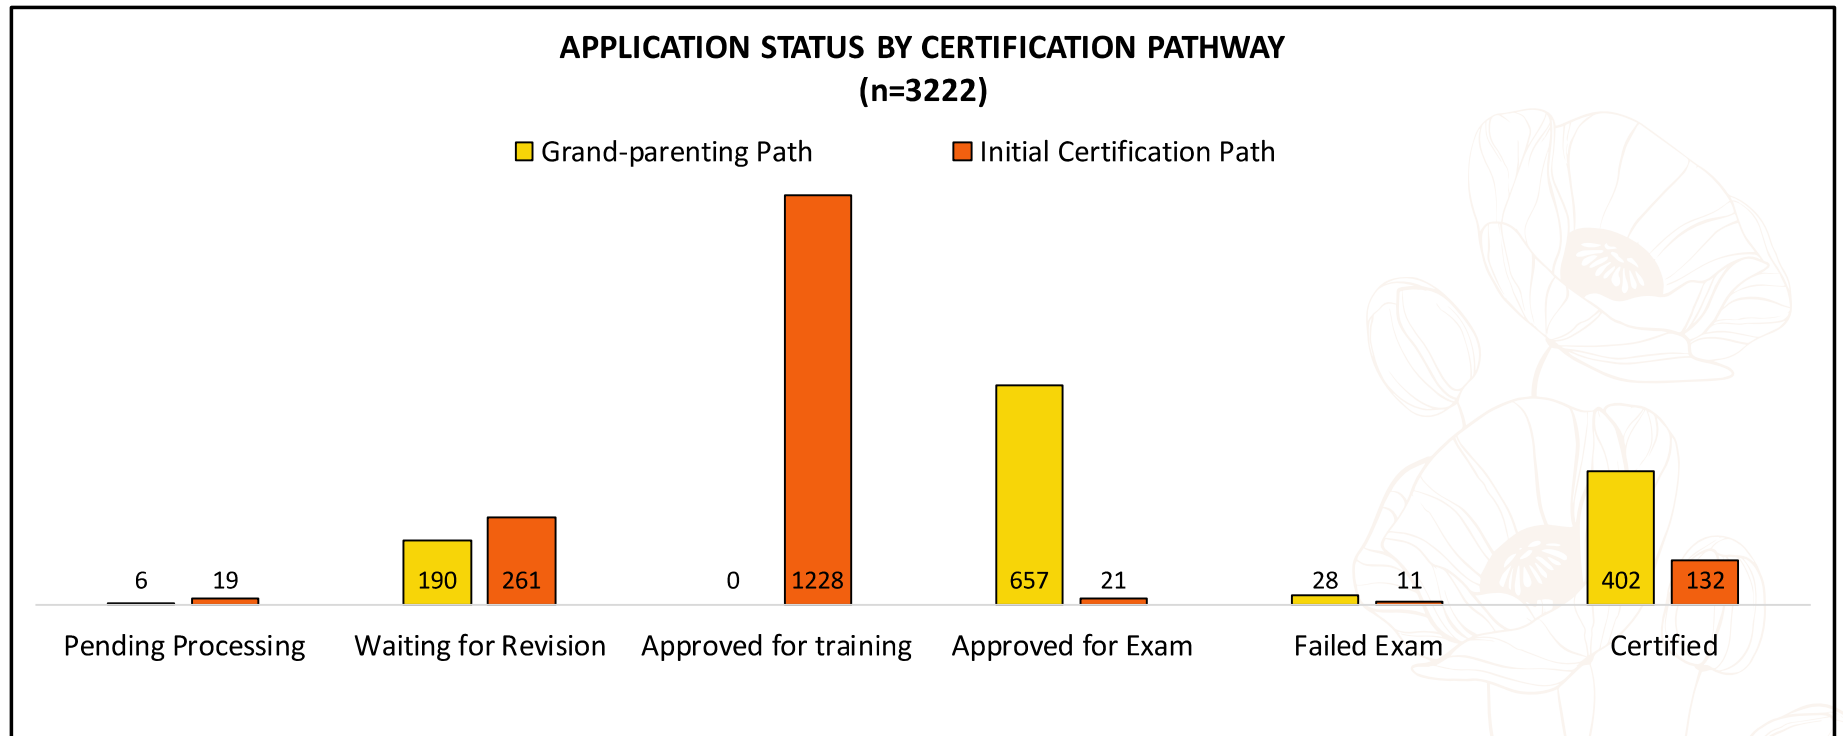 APPLICATION STATUS BY CERTIFICATION PATHWAY
(n=3222)
Grand-parenting Path Initial Certification Path
6 19 190 261 0 1228 657 21 28 11 402 132
Pending Processing Waiting for Revision Approved for training Approved for Exam Failed Exam Certified